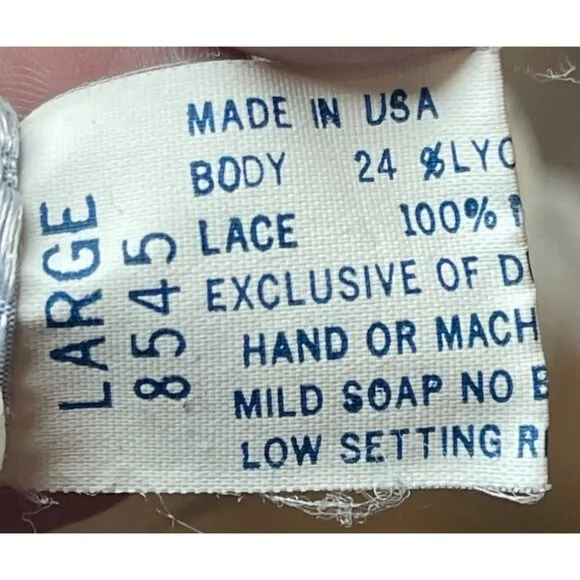 MADE IN USA
BODY 24 % LYC
LACE 100%
EXCLUSIVE OF D
HAND OR MACH
MILD SOAP NO B
LOW SETTING R
LARGE
8545